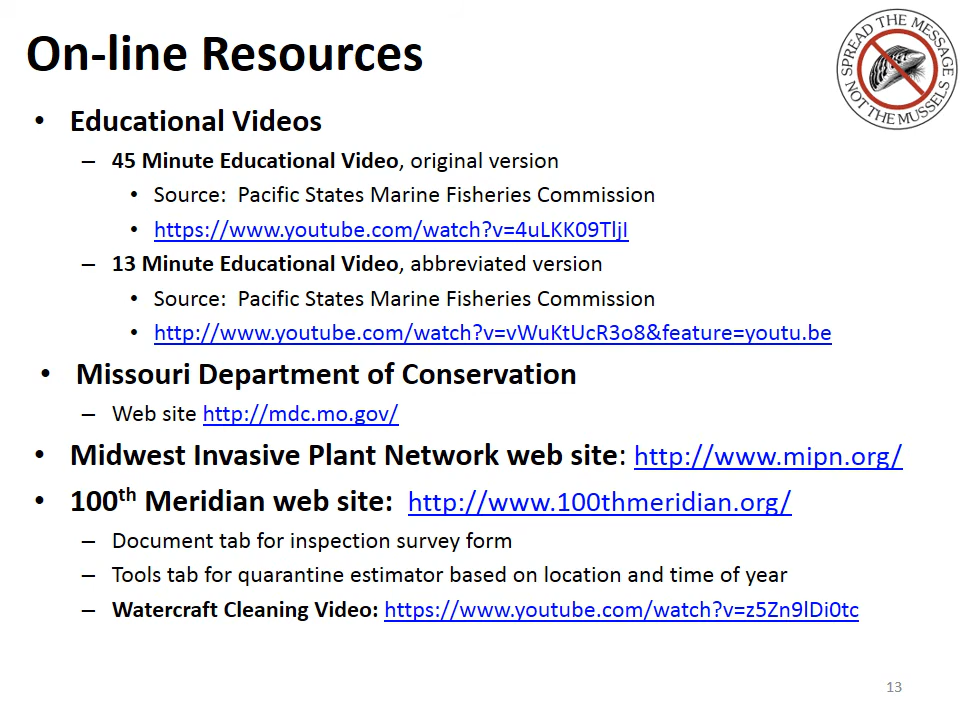 On-line Resources
SPREAD THE MESSAGE
NOT THE MUSSELS
• Educational Videos
– 45 Minute Educational Video, original version
• Source: Pacific States Marine Fisheries Commission
• https://www.youtube.com/watch?v=4uLKK09TljI
– 13 Minute Educational Video, abbreviated version
• Source: Pacific States Marine Fisheries Commission
• http://www.youtube.com/watch?v=vWuKtUcR3o8&feature=youtu.be
• Missouri Department of Conservation
– Web site http://mdc.mo.gov/
• Midwest Invasive Plant Network web site: http://www.mipn.org/
• 100th Meridian web site: http://www.100thmeridian.org/
– Document tab for inspection survey form
– Tools tab for quarantine estimator based on location and time of year
– Watercraft Cleaning Video: https://www.youtube.com/watch?v=z5Zn9lDi0tc
13